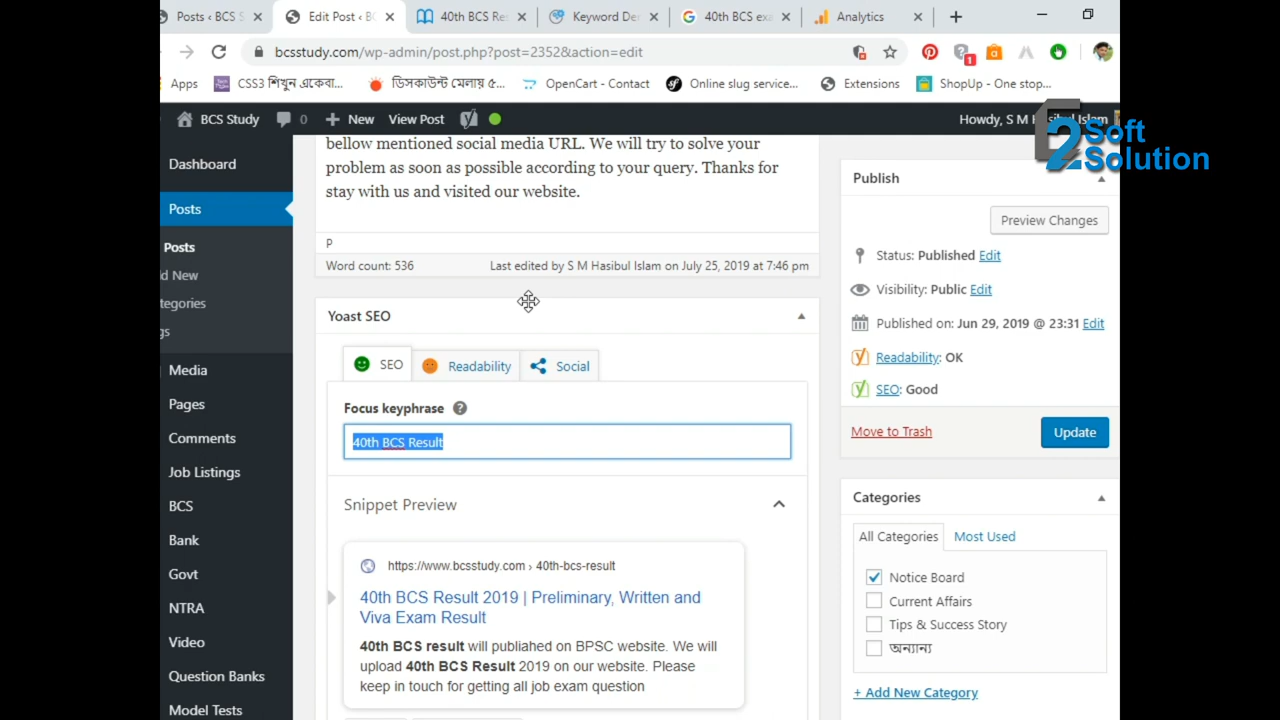 Posts ‹ BCS S
Edit Post ‹ BC
40th BCS Res
Keyword De
40th BCS exa
Analytics
bcsstudy.com/wp-admin/post.php?post=2352&action=edit
1
Apps
CSS3 শিখুন একেবা...
ডিসকাউন্ট মেলায় ৫...
OpenCart - Contact
Online slug service...
Extensions
ShopUp - One stop...
BCS Study
0
New
View Post
Howdy, S M Hasibul Islam
Soft
Solution
Dashboard
Posts
Posts
d New
tegories
gs
Media
Pages
Comments
Job Listings
BCS
Bank
Govt
NTRA
Video
Question Banks
Model Tests
bellow mentioned social media URL. We will try to solve your
problem as soon as possible according to your query. Thanks for
stay with us and visited our website.
p
Word count: 536
Last edited by S M Hasibul Islam on July 25, 2019 at 7:46 pm
Yoast SEO
SEO
Readability
Social
Focus keyphrase
40th BCS Result
Snippet Preview
https://www.bcsstudy.com › 40th-bcs-result
40th BCS Result 2019 | Preliminary, Written and
Viva Exam Result
40th BCS result will published on BPSC website. We will
upload 40th BCS Result 2019 on our website. Please
keep in touch for getting all job exam question
Publish
Preview Changes
Status: Published Edit
Visibility: Public Edit
Published on: Jun 29, 2019 @ 23:31 Edit
Readability: OK
SEO: Good
Move to Trash
Update
Categories
All Categories
Most Used
Notice Board
Current Affairs
Tips & Success Story
অন্যান্য
+ Add New Category